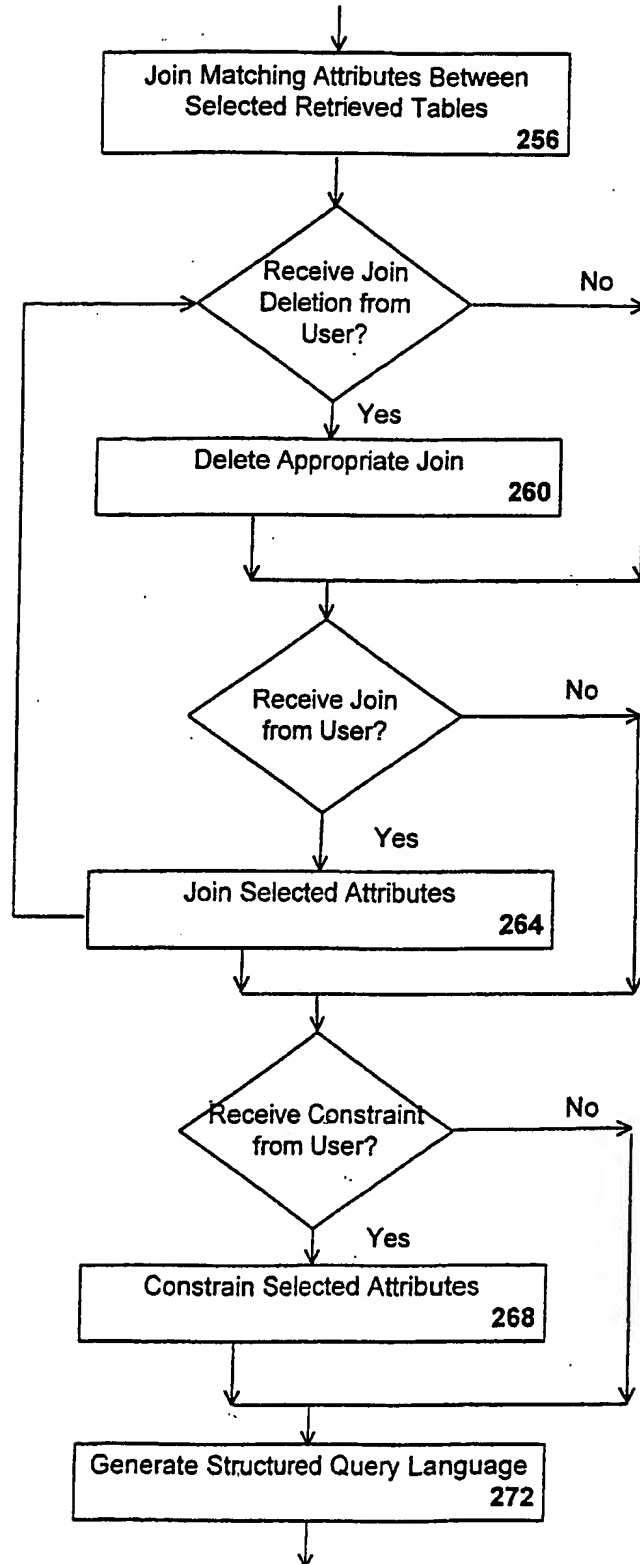 Join Matching Attributes Between
Selected Retrieved Tables
256
Receive Join
Deletion from
User?
No
Yes
Delete Appropriate Join
260
Receive Join
from User?
No
Yes
Join Selected Attributes
264
Receive Constraint
from User?
No
Yes
Constrain Selected Attributes
268
Generate Structured Query Language
272